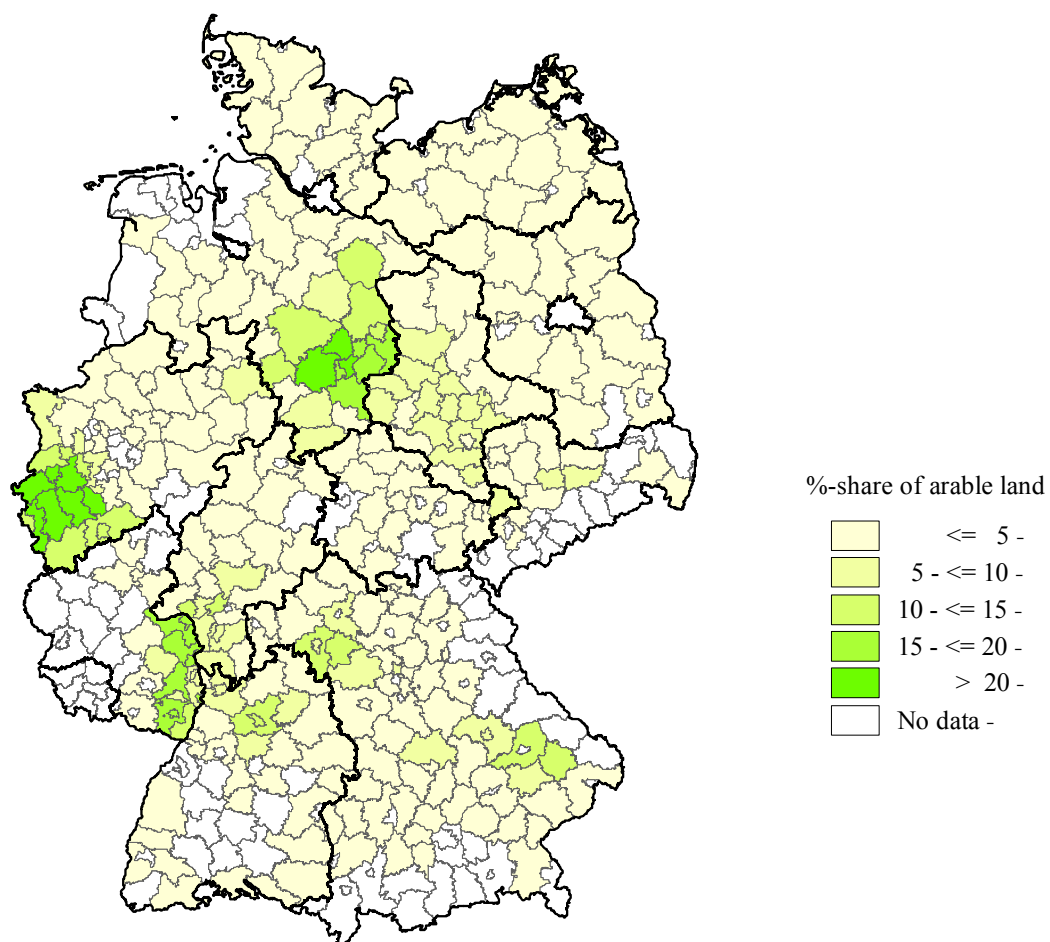 %-share of arable land
<= 5 -
5 - <= 10 -
10 - <= 15 -
15 - <= 20 -
> 20 -
No data -